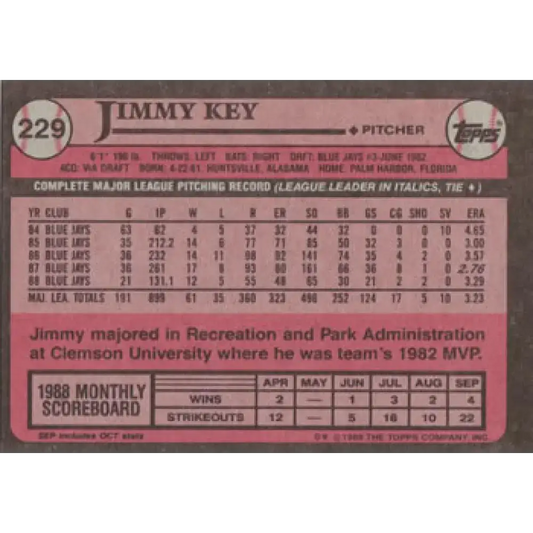 229
JIMMY KEY
PITCHER
Topps
6'1" 190 lb. THROWS: LEFT BATS: RIGHT DRAFT: BLUE JAYS #3-JUNE 1982
ACQ: VIA DRAFT BORN: 4-22-61, HUNTSVILLE, ALABAMA HOME: PALM HARBOR, FLORIDA
COMPLETE MAJOR LEAGUE PITCHING RECORD (LEAGUE LEADER IN ITALICS, TIE ♦)
YR CLUB G IP W L R ER SO BB GS CG SHO SV ERA
84 BLUE JAYS 63 62 4 5 37 32 44 32 0 0 0 10 4.65
85 BLUE JAYS 35 212.2 14 6 77 71 85 50 32 3 0 0 3.00
86 BLUE JAYS 36 232 14 11 98 92 141 74 35 4 2 0 3.57
87 BLUE JAYS 36 261 17 8 93 80 161 66 36 8 1 0 2.76
88 BLUE JAYS 21 131.1 12 5 55 48 65 30 21 2 2 0 3.29
MAJ. LEA. TOTALS 191 899 61 35 360 323 496 252 124 17 5 10 3.23
Jimmy majored in Recreation and Park Administration
at Clemson University where he was team's 1982 MVP.
1988 MONTHLY SCOREBOARD
APR MAY JUN JUL AUG SEP
WINS 2 — 1 3 2 4
STRIKEOUTS 12 — 5 16 10 22
SEP includes OCT stats
© 1989 THE TOPPS COMPANY, INC.